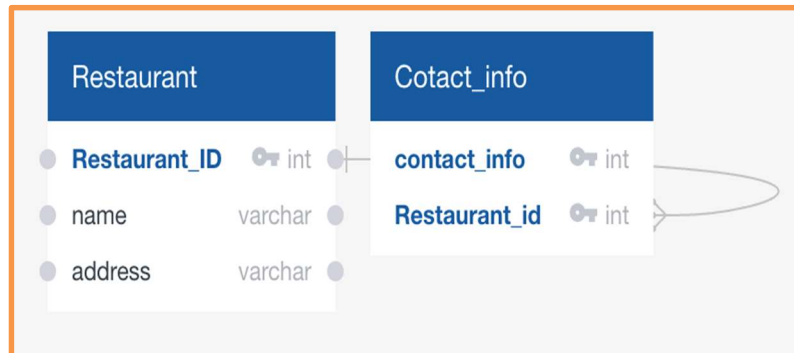 Restaurant
Restaurant_ID int
name varchar
address varchar
Cotact_info
contact_info int
Restaurant_id int